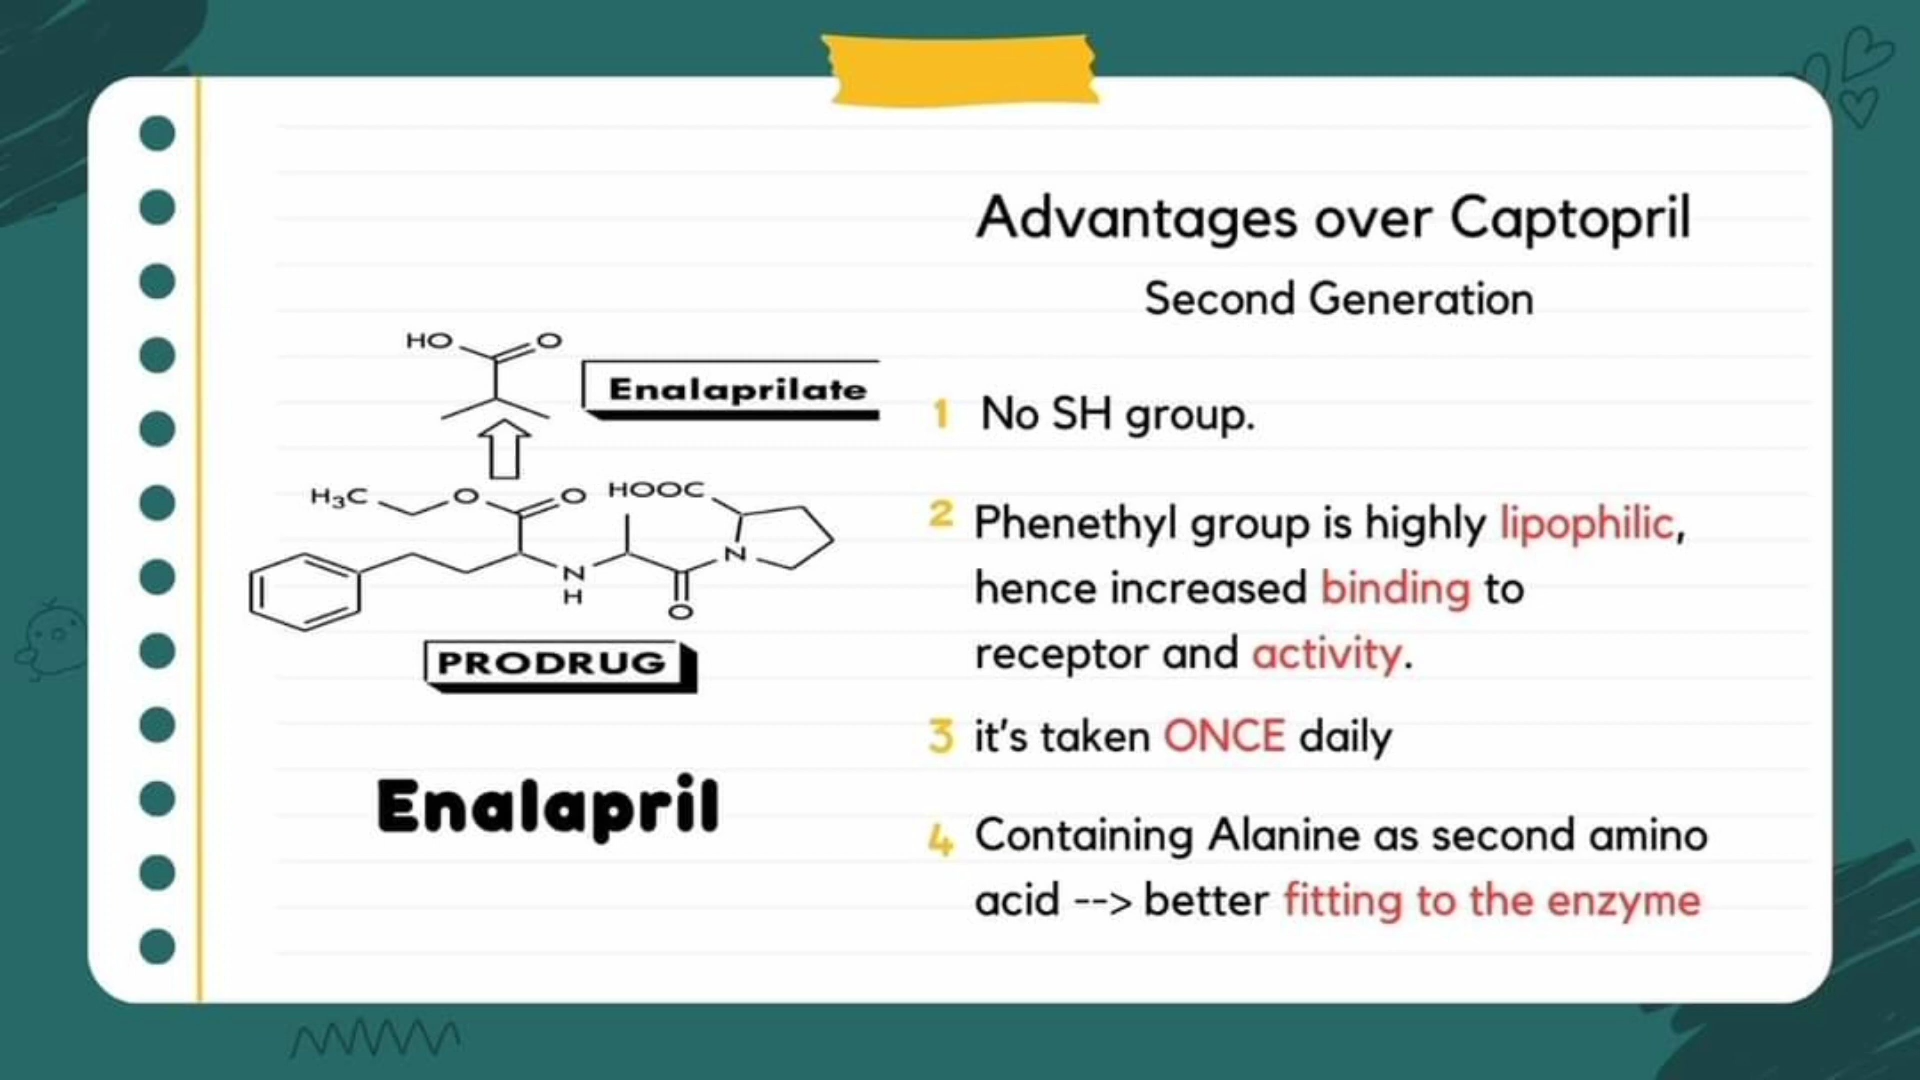 Advantages over Captopril
Second Generation
HO
O
Enalaprilate
1 No SH group.
H₃C
O
O
HOOC
N
H
N
O
PRODRUG
Enalapril
2 Phenethyl group is highly lipophilic,
hence increased binding to
receptor and activity.
3 it's taken ONCE daily
4 Containing Alanine as second amino
acid --> better fitting to the enzyme